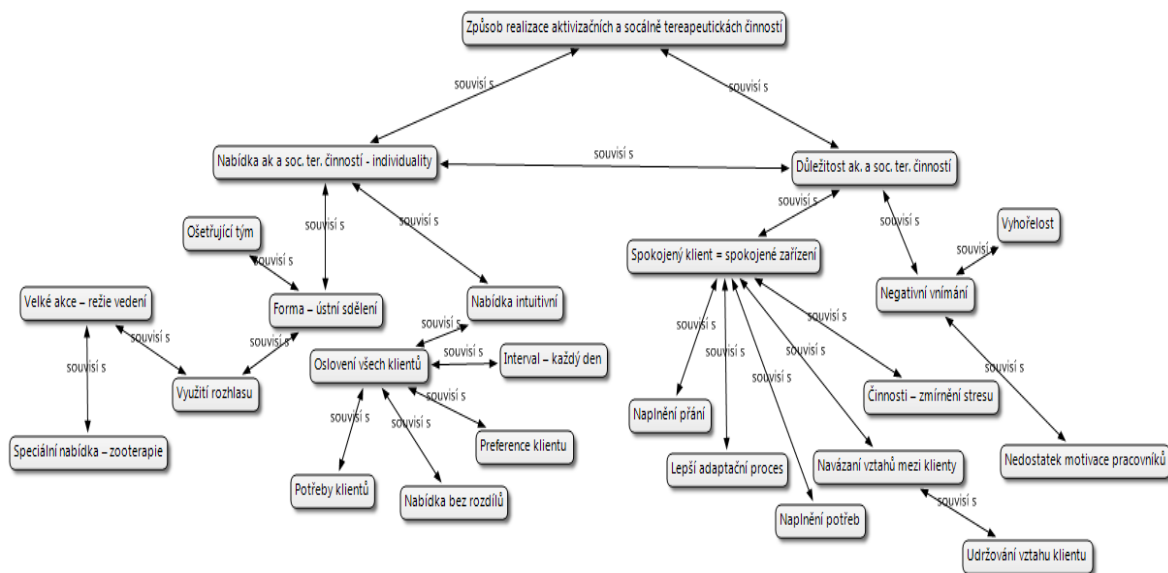 Způsob realizace aktivizačních a socálně tereapeutických činností
souvisí s
souvisí s
Nabídka ak a soc. ter. činností - individuality
souvisí s
Důležitost ak. a soc. ter. činností
souvisí s
souvisí s
souvisí s
souvisí s
Ošetřující tým
Vyhořelost
souvisí s
Spokojený klient = spokojené zařízení
souvisí s
Velké akce – režie vedení
Forma – ústní sdělení
Nabídka intuitivní
Negativní vnímání
souvisí s
souvisí s
souvisí s
souvisí s
souvisí s
Oslovení všech klientů
Interval – každý den
souvisí s
souvisí s
souvisí s
souvisí s
souvisí s
souvisí s
Využití rozhlasu
Činnosti – zmírnění stresu
souvisí s
souvisí s
souvisí s
Naplnění přání
Speciální nabídka – zooterapie
Preference klientu
Lepší adaptační proces
Navázaní vztahů mezi klienty
Nedostatek motivace pracovníků
Potřeby klientů
Nabídka bez rozdílů
souvisí s
Naplnění potřeb
Udržování vztahu klientu